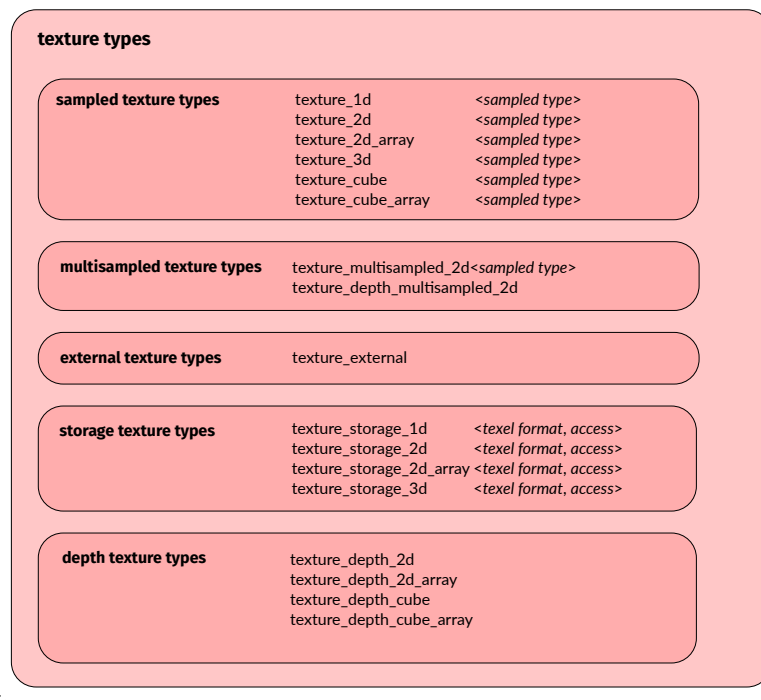 texture types
sampled texture types texture_1d <sampled type>
texture_2d <sampled type>
texture_2d_array <sampled type>
texture_3d <sampled type>
texture_cube <sampled type>
texture_cube_array <sampled type>
multisampled texture types texture_multisampled_2d<sampled type>
texture_depth_multisampled_2d
external texture types texture_external
storage texture types texture_storage_1d <texel format, access>
texture_storage_2d <texel format, access>
texture_storage_2d_array <texel format, access>
texture_storage_3d <texel format, access>
depth texture types texture_depth_2d
texture_depth_2d_array
texture_depth_cube
texture_depth_cube_array